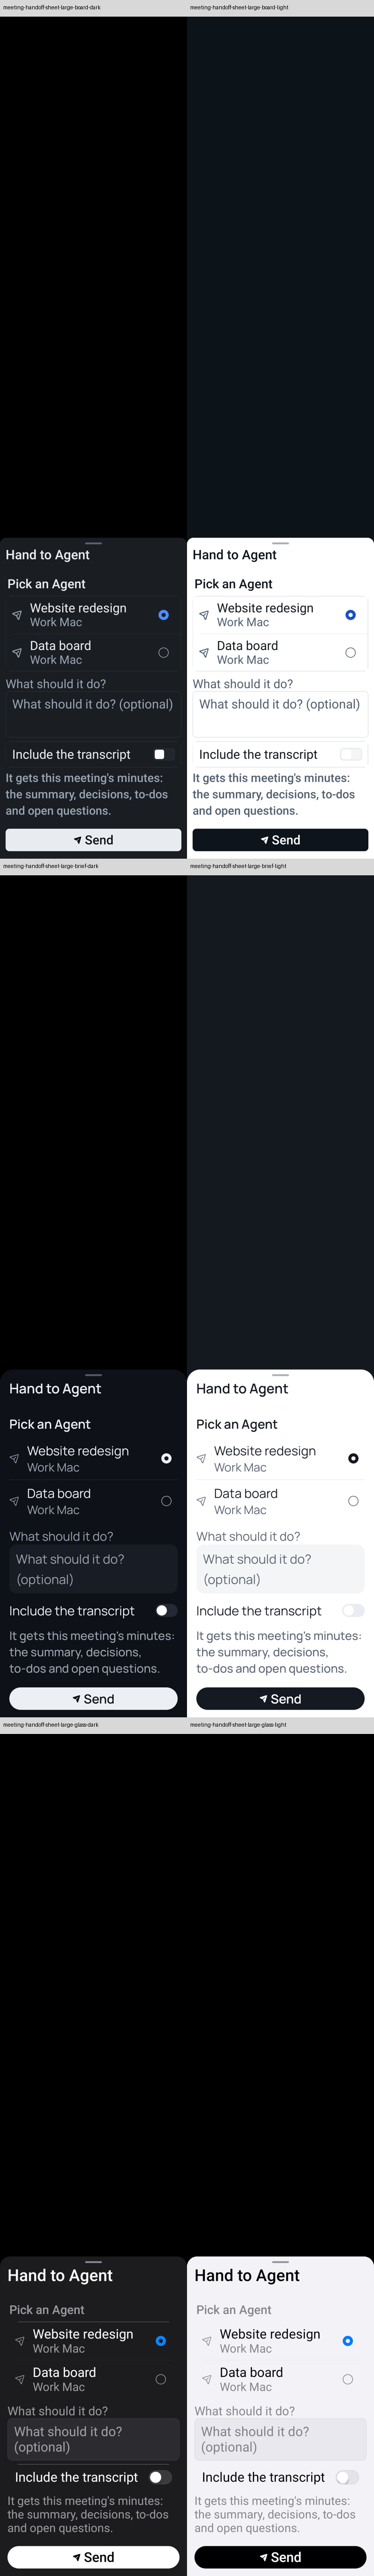 meeting-handoff-sheet-large-board-dark
meeting-handoff-sheet-large-board-light
Hand to Agent
Pick an Agent
Website redesign
Work Mac
Data board
Work Mac
What should it do?
What should it do? (optional)
Include the transcript
It gets this meeting's minutes:
the summary, decisions, to-dos
and open questions.
Send
Hand to Agent
Pick an Agent
Website redesign
Work Mac
Data board
Work Mac
What should it do?
What should it do? (optional)
Include the transcript
It gets this meeting's minutes:
the summary, decisions, to-dos
and open questions.
Send
meeting-handoff-sheet-large-brief-dark
meeting-handoff-sheet-large-brief-light
Hand to Agent
Pick an Agent
Website redesign
Work Mac
Data board
Work Mac
What should it do?
What should it do?
(optional)
Include the transcript
It gets this meeting's minutes:
the summary, decisions,
to-dos and open questions.
Send
Hand to Agent
Pick an Agent
Website redesign
Work Mac
Data board
Work Mac
What should it do?
What should it do?
(optional)
Include the transcript
It gets this meeting's minutes:
the summary, decisions,
to-dos and open questions.
Send
meeting-handoff-sheet-large-glass-dark
meeting-handoff-sheet-large-glass-light
Hand to Agent
Pick an Agent
Website redesign
Work Mac
Data board
Work Mac
What should it do?
What should it do?
(optional)
Include the transcript
It gets this meeting's minutes:
the summary, decisions, to-dos
and open questions.
Send
Hand to Agent
Pick an Agent
Website redesign
Work Mac
Data board
Work Mac
What should it do?
What should it do?
(optional)
Include the transcript
It gets this meeting's minutes:
the summary, decisions, to-dos
and open questions.
Send